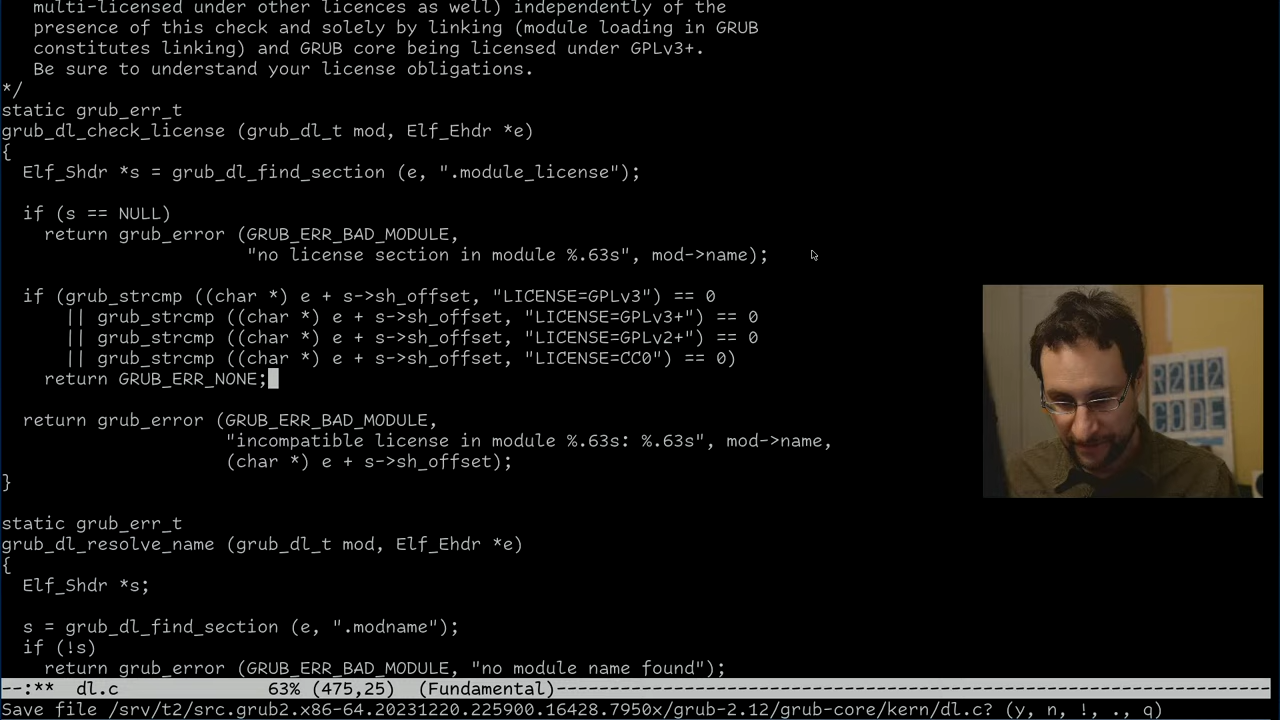 multi-licensed under other licences as well) independently of the
presence of this check and solely by linking (module loading in GRUB
constitutes linking) and GRUB core being licensed under GPLv3+.
Be sure to understand your license obligations.
*/
static grub_err_t
grub_dl_check_license (grub_dl_t mod, Elf_Ehdr *e)
{
  Elf_Shdr *s = grub_dl_find_section (e, ".module_license");
  if (s == NULL)
    return grub_error (GRUB_ERR_BAD_MODULE,
                       "no license section in module %.63s", mod->name);
  if (grub_strcmp ((char *) e + s->sh_offset, "LICENSE=GPLv3") == 0
      || grub_strcmp ((char *) e + s->sh_offset, "LICENSE=GPLv3+") == 0
      || grub_strcmp ((char *) e + s->sh_offset, "LICENSE=GPLv2+") == 0
      || grub_strcmp ((char *) e + s->sh_offset, "LICENSE=CC0") == 0)
    return GRUB_ERR_NONE;
  return grub_error (GRUB_ERR_BAD_MODULE,
                     "incompatible license in module %.63s: %.63s", mod->name,
                     (char *) e + s->sh_offset);
}
static grub_err_t
grub_dl_resolve_name (grub_dl_t mod, Elf_Ehdr *e)
{
  Elf_Shdr *s;
  s = grub_dl_find_section (e, ".modname");
  if (!s)
    return grub_error (GRUB_ERR_BAD_MODULE, "no module name found");
--:**  dl.c              63% (475,25)  (Fundamental)----------------------------------------------------------------------
Save file /srv/t2/src.grub2.x86-64.20231220.225900.16428.7950x/grub-2.12/grub-core/kern/dl.c? (y, n, !, ., q)
CODE